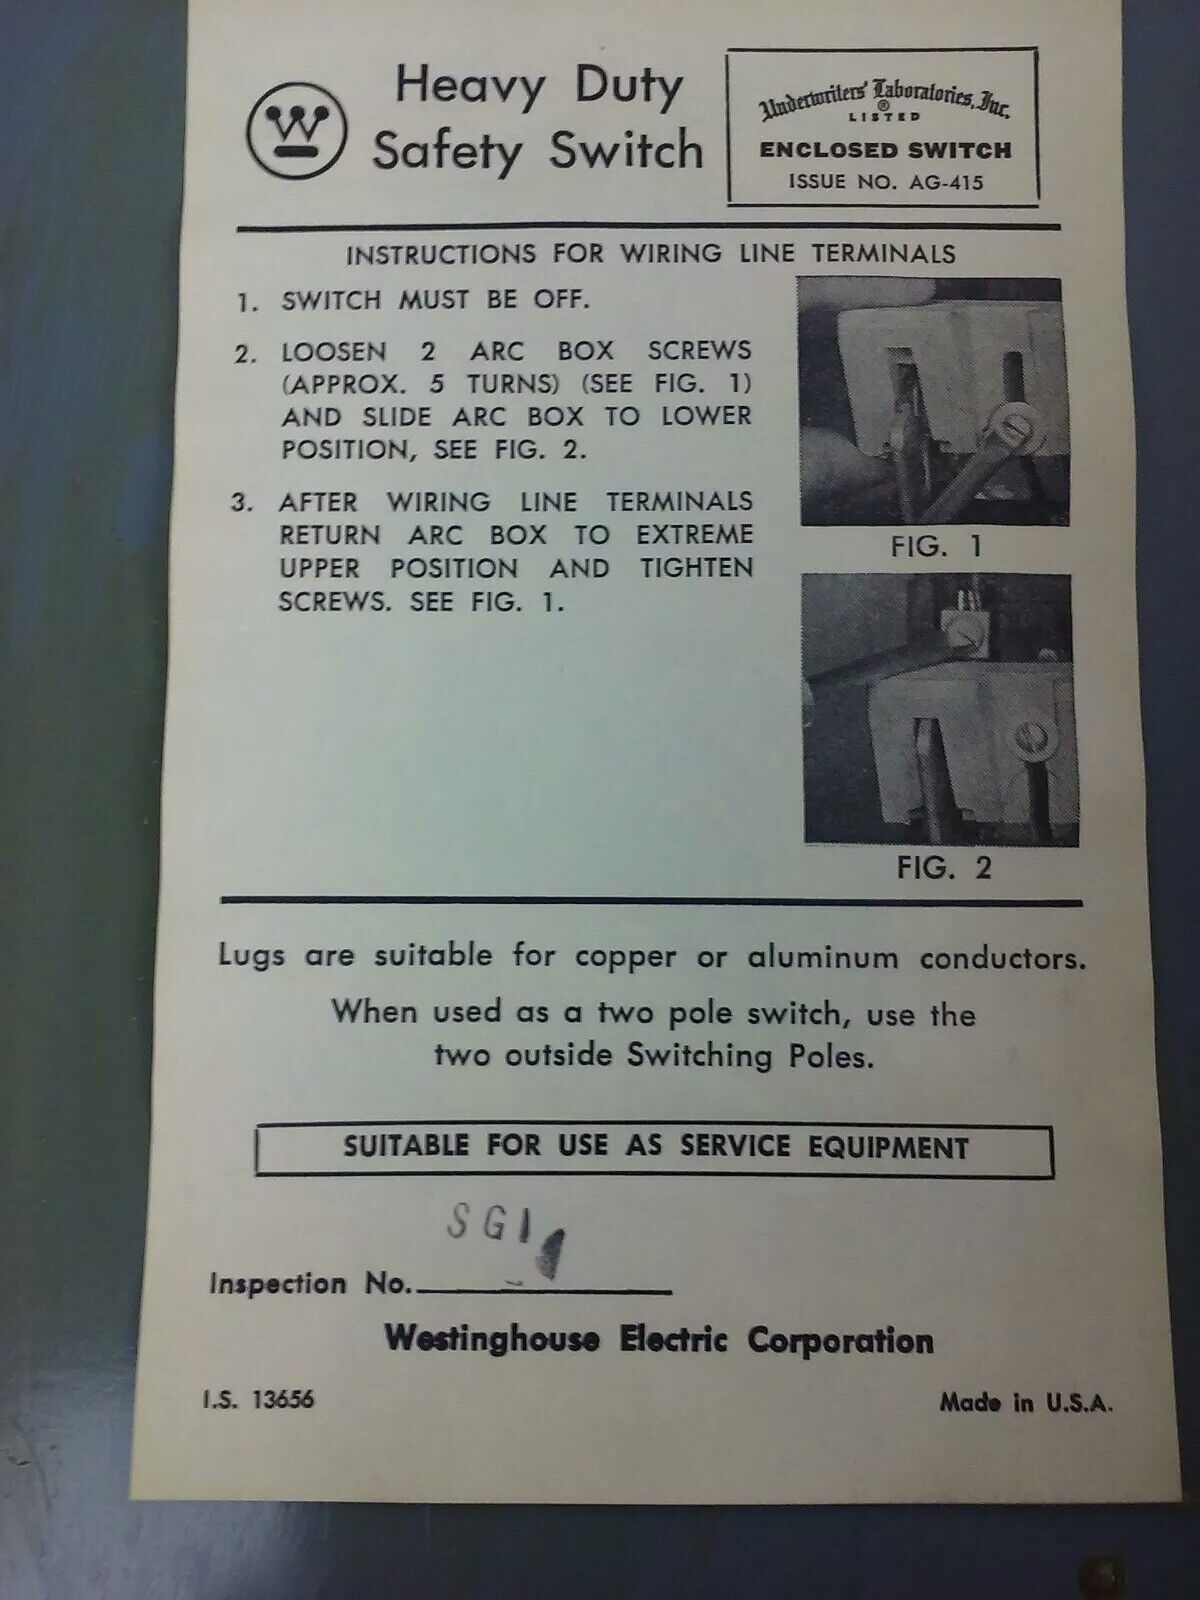 Heavy Duty
Safety Switch
Underwriters' Laboratories, Inc.
®
LISTED
ENCLOSED SWITCH
ISSUE NO. AG-415
INSTRUCTIONS FOR WIRING LINE TERMINALS
1. SWITCH MUST BE OFF.
2. LOOSEN 2 ARC BOX SCREWS
(APPROX. 5 TURNS) (SEE FIG. 1)
AND SLIDE ARC BOX TO LOWER
POSITION, SEE FIG. 2.
3. AFTER WIRING LINE TERMINALS
RETURN ARC BOX TO EXTREME
UPPER POSITION AND TIGHTEN
SCREWS. SEE FIG. 1.
FIG. 1
FIG. 2
Lugs are suitable for copper or aluminum conductors.
When used as a two pole switch, use the
two outside Switching Poles.
SUITABLE FOR USE AS SERVICE EQUIPMENT
SG1
Inspection No.
Westinghouse Electric Corporation
I.S. 13656
Made in U.S.A.